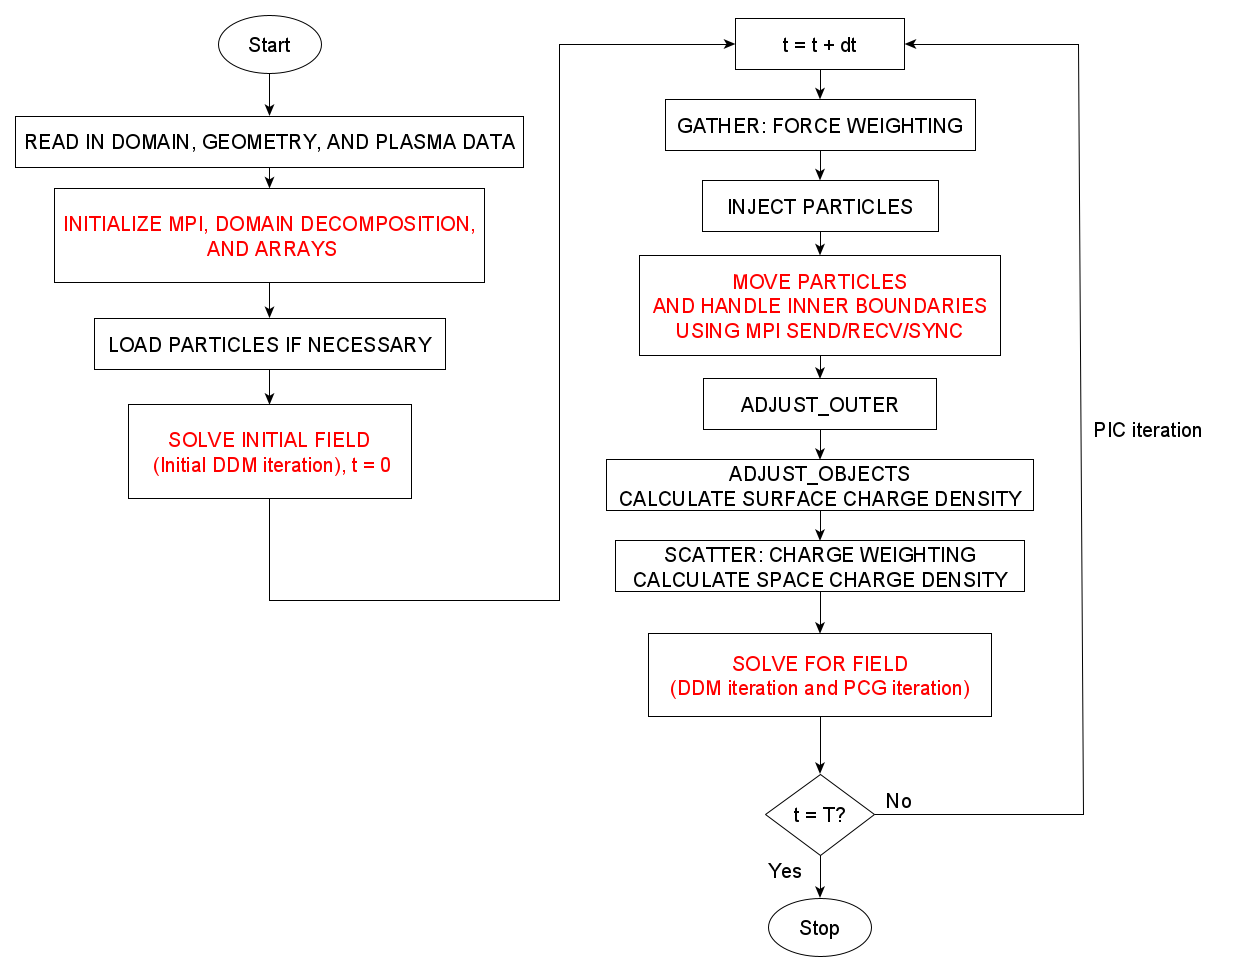 Start
READ IN DOMAIN, GEOMETRY, AND PLASMA DATA
INITIALIZE MPI, DOMAIN DECOMPOSITION,
AND ARRAYS
LOAD PARTICLES IF NECESSARY
SOLVE INITIAL FIELD
(Initial DDM iteration), t = 0
t = t + dt
GATHER: FORCE WEIGHTING
INJECT PARTICLES
MOVE PARTICLES
AND HANDLE INNER BOUNDARIES
USING MPI SEND/RECV/SYNC
ADJUST_OUTER
ADJUST_OBJECTS
CALCULATE SURFACE CHARGE DENSITY
SCATTER: CHARGE WEIGHTING
CALCULATE SPACE CHARGE DENSITY
SOLVE FOR FIELD
(DDM iteration and PCG iteration)
t = T?
No
Yes
Stop
PIC iteration